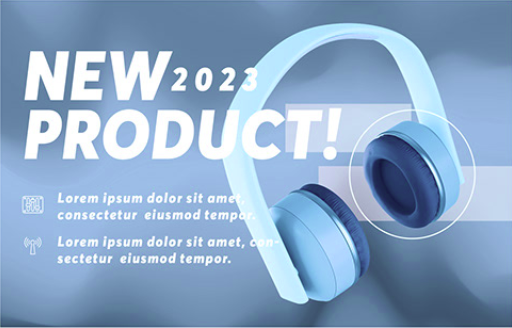 NEW 2023
PRODUCT!
Lorem ipsum dolor sit amet,
consectetur eiusmod tempor.
Lorem ipsum dolor sit amet, con-
sectetur eiusmod tempor.